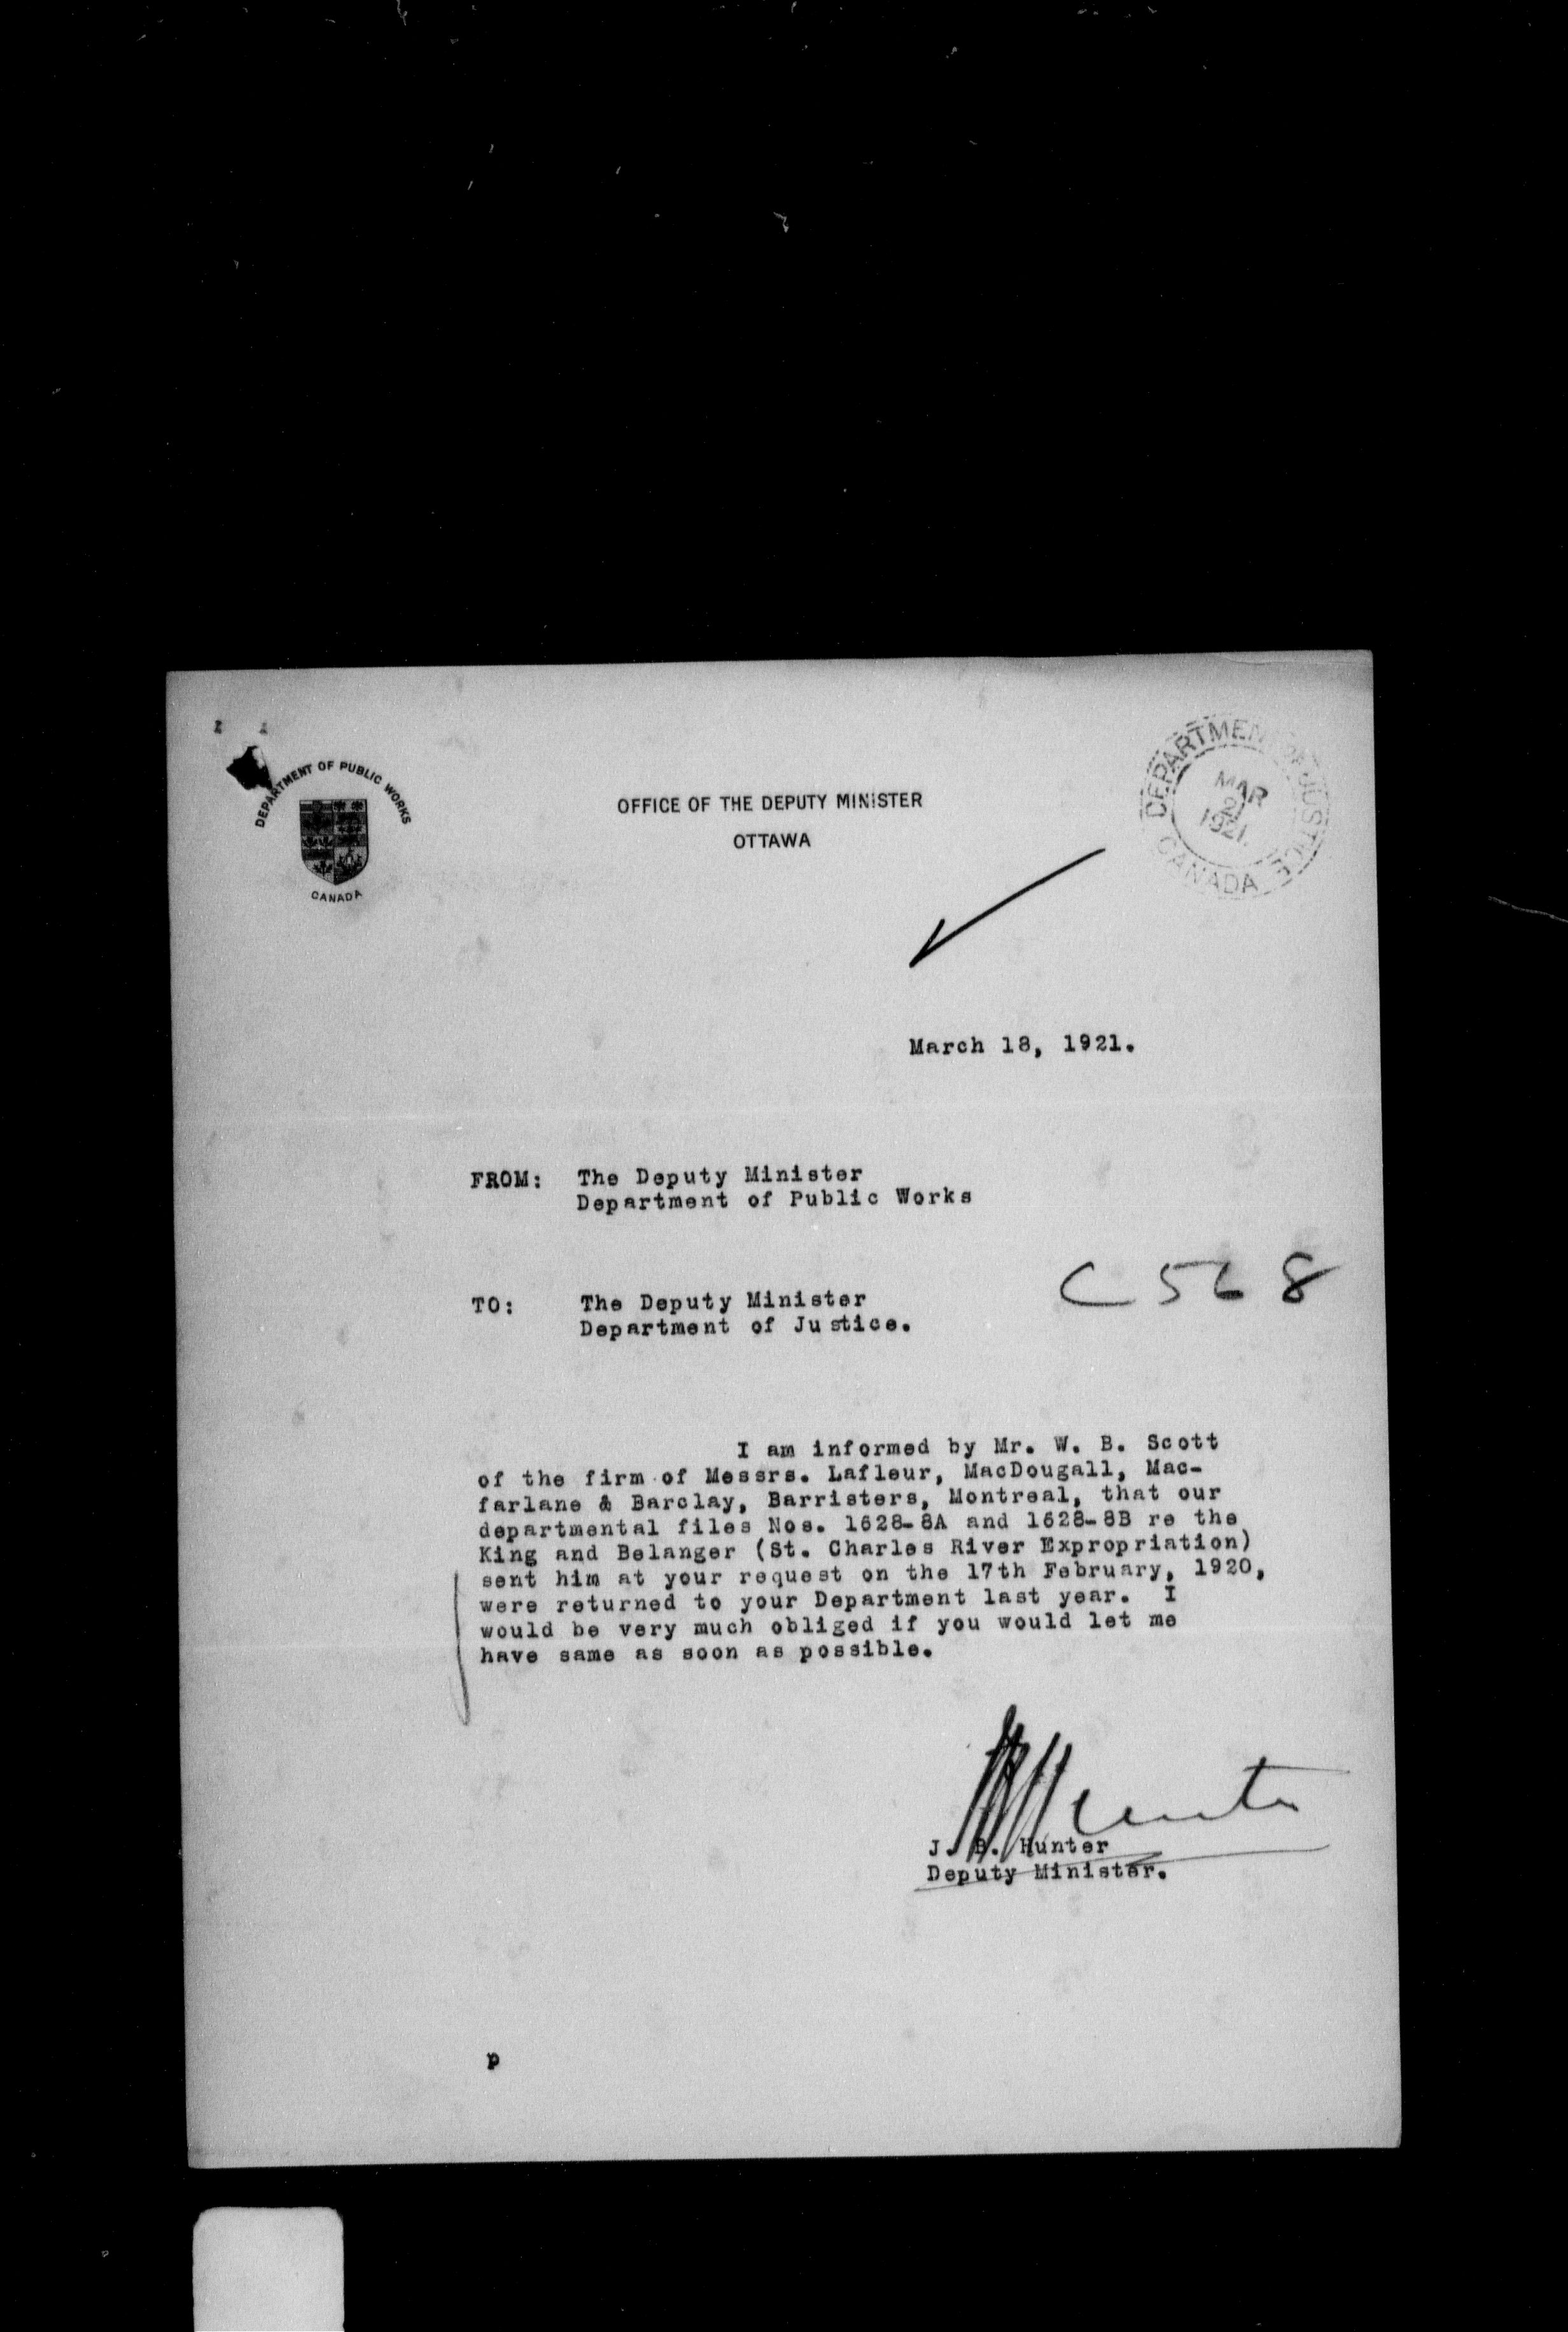 DEPARTMENT OF PUBLIC WORKS
CANADA
OFFICE OF THE DEPUTY MINISTER
OTTAWA
DEPARTMENT OF JUSTICE
MAR
21
1921.
CANADA
March 18, 1921.
FROM: The Deputy Minister
Department of Public Works
C 568
TO: The Deputy Minister
Department of Justice.
I am informed by Mr. W. B. Scott
of the firm of Messrs. Lafleur, MacDougall, Mac-
farlane & Barclay, Barristers, Montreal, that our
departmental files Nos. 1628-8A and 1628-8B re the
King and Belanger (St. Charles River Expropriation)
sent him at your request on the 17th February, 1920,
were returned to your Department last year. I
would be very much obliged if you would let me
have same as soon as possible.
J. B. Hunter
Deputy Minister.
p